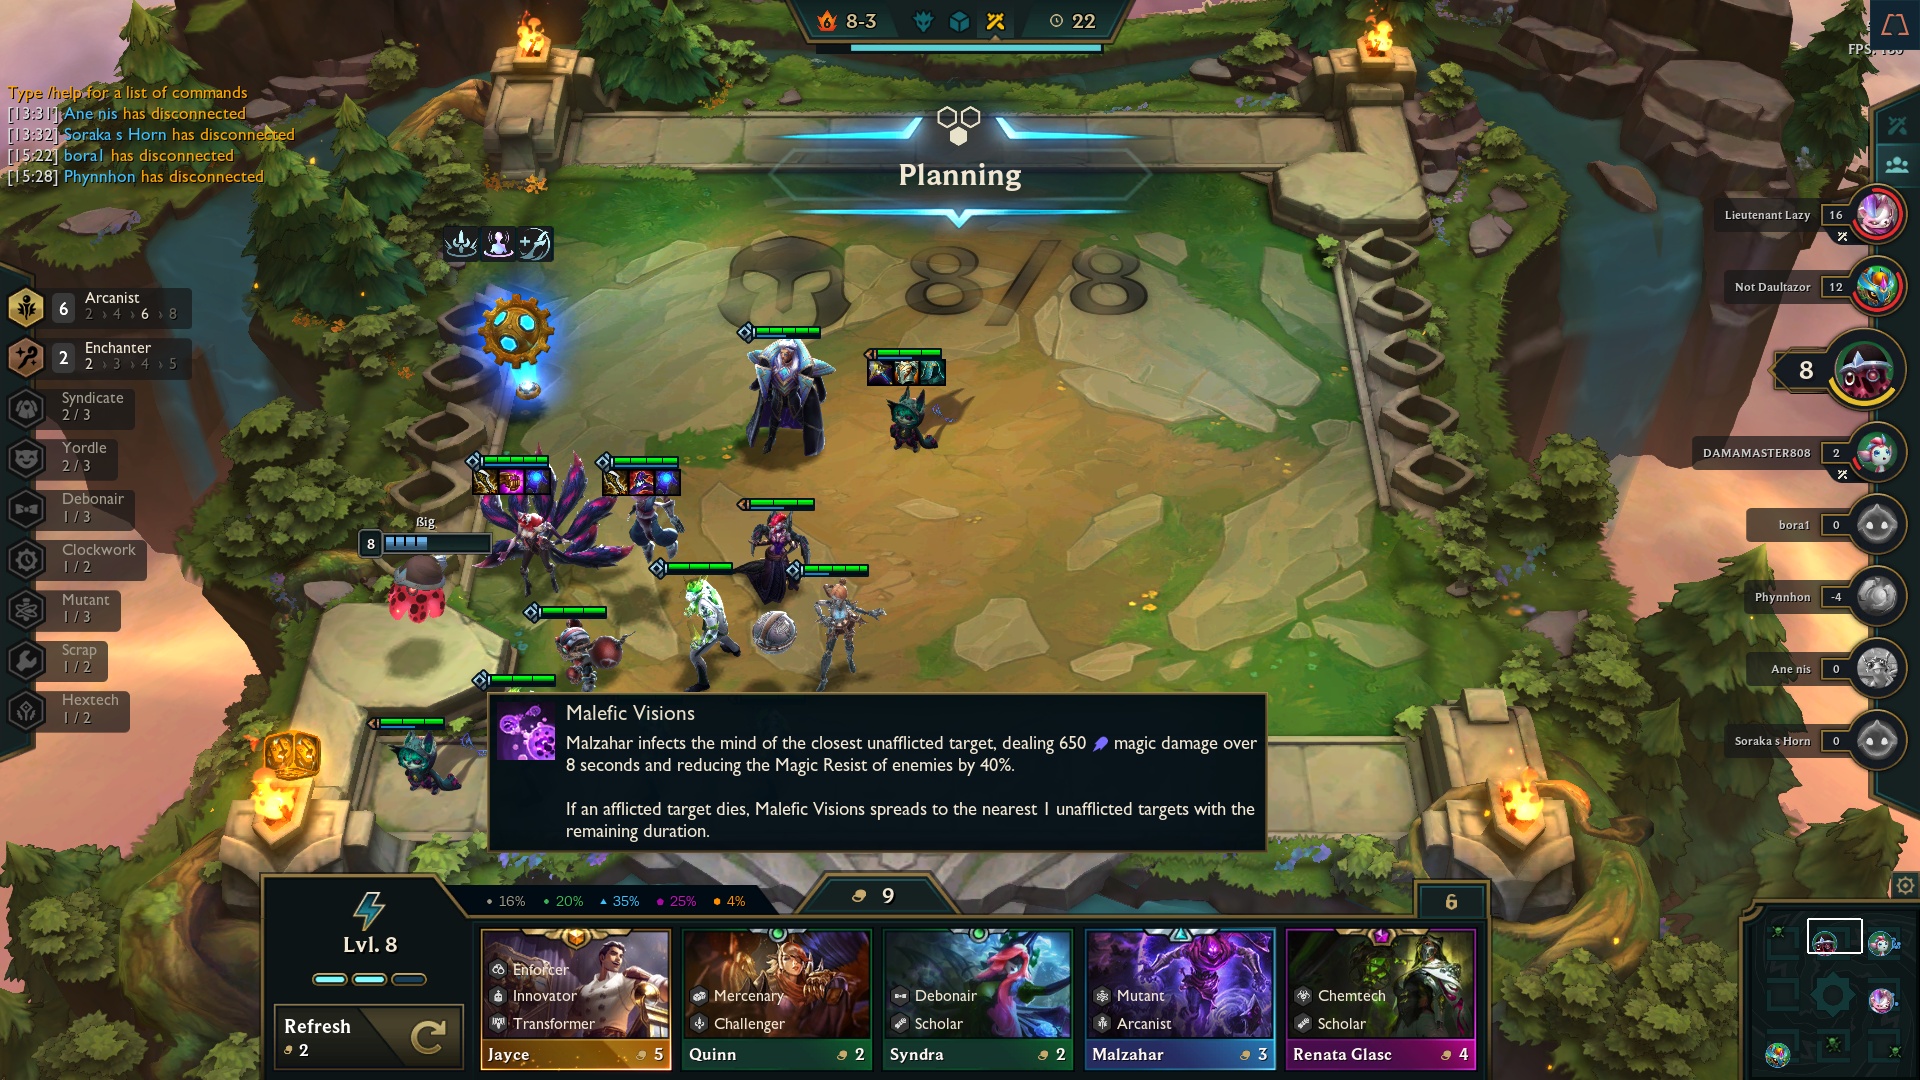 8-3
22
FPS:
Type /help for a list of commands
[13:31] Ane nis has disconnected
[13:32] Soraka s Horn has disconnected
[15:22] bora1 has disconnected
[15:28] Phynnhon has disconnected
Planning
8/8
6
Arcanist
2 › 4 › 6 › 8
2
Enchanter
2 › 3 › 4 › 5
Syndicate
2 / 3
Yordle
2 / 3
Debonair
1 / 3
Clockwork
1 / 2
Mutant
1 / 3
Scrap
1 / 2
Hextech
1 / 2
Lieutenant Lazy
16
Not Daultazor
12
8
DAMAMASTER808
2
bora1
0
Phynnhon
-4
Ane nis
0
Soraka s Horn
0
ßig
8
Malefic Visions
Malzahar infects the mind of the closest unafflicted target, dealing 650 magic damage over
8 seconds and reducing the Magic Resist of enemies by 40%.
If an afflicted target dies, Malefic Visions spreads to the nearest 1 unafflicted targets with the
remaining duration.
16% 20% 35% 25% 4%
9
6
Lvl. 8
Refresh
2
Enforcer
Innovator
Transformer
Jayce
5
Mercenary
Challenger
Quinn
2
Debonair
Scholar
Syndra
2
Mutant
Arcanist
Malzahar
3
Chemtech
Scholar
Renata Glasc
4